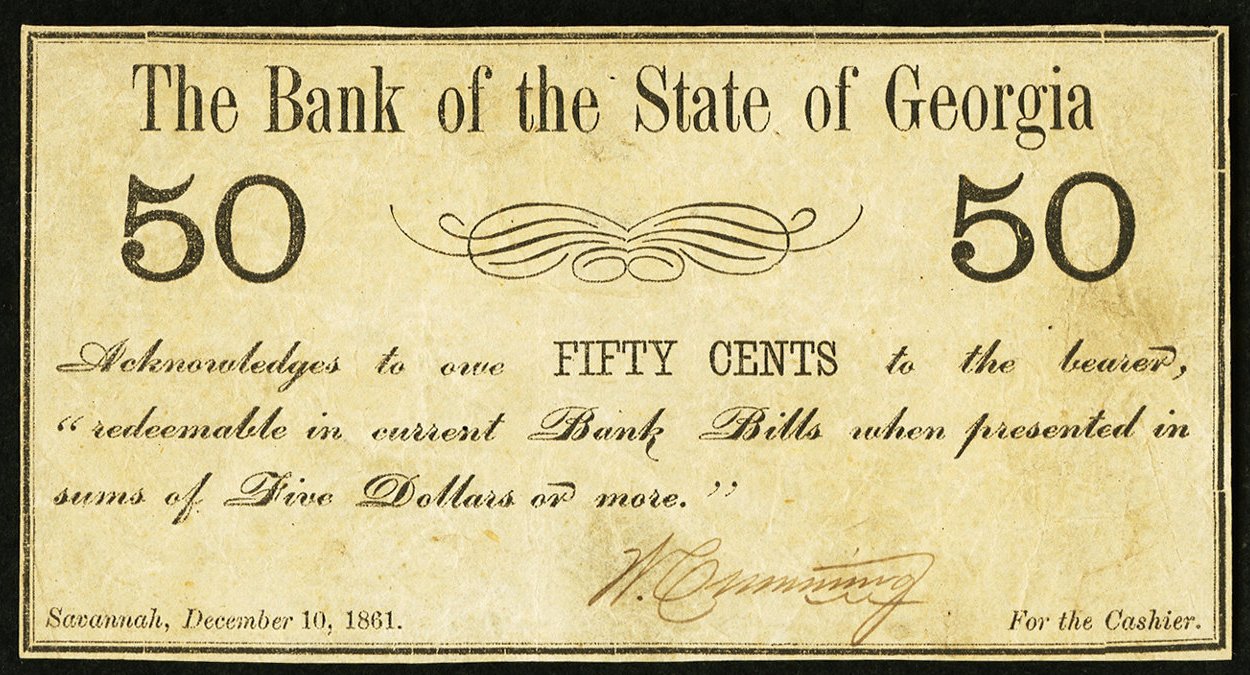 The Bank of the State of Georgia
50 50
Acknowledges to owe FIFTY CENTS to the bearer,
“redeemable in current Bank Bills when presented in
sums of Five Dollars or more.”
W. Cumming
Savannah, December 10, 1861. For the Cashier.